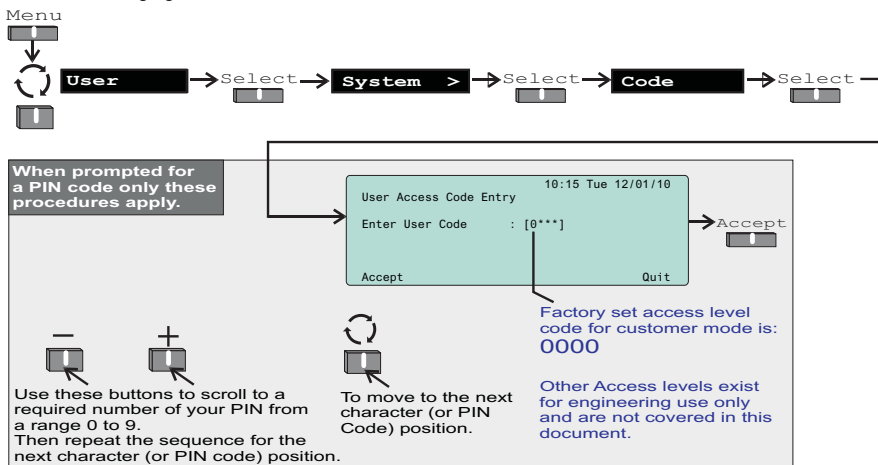 Menu
User
Select
System >
Select
Code
Select
When prompted for
a PIN code only these
procedures apply.
10:15 Tue 12/01/10
User Access Code Entry
Enter User Code : [0***]
Accept Quit
Accept
Factory set access level
code for customer mode is:
0000
Other Access levels exist
for engineering use only
and are not covered in this
document.
– +
Use these buttons to scroll to a
required number of your PIN from
a range 0 to 9.
Then repeat the sequence for the
next character (or PIN code) position.
To move to the next
character (or PIN
Code) position.